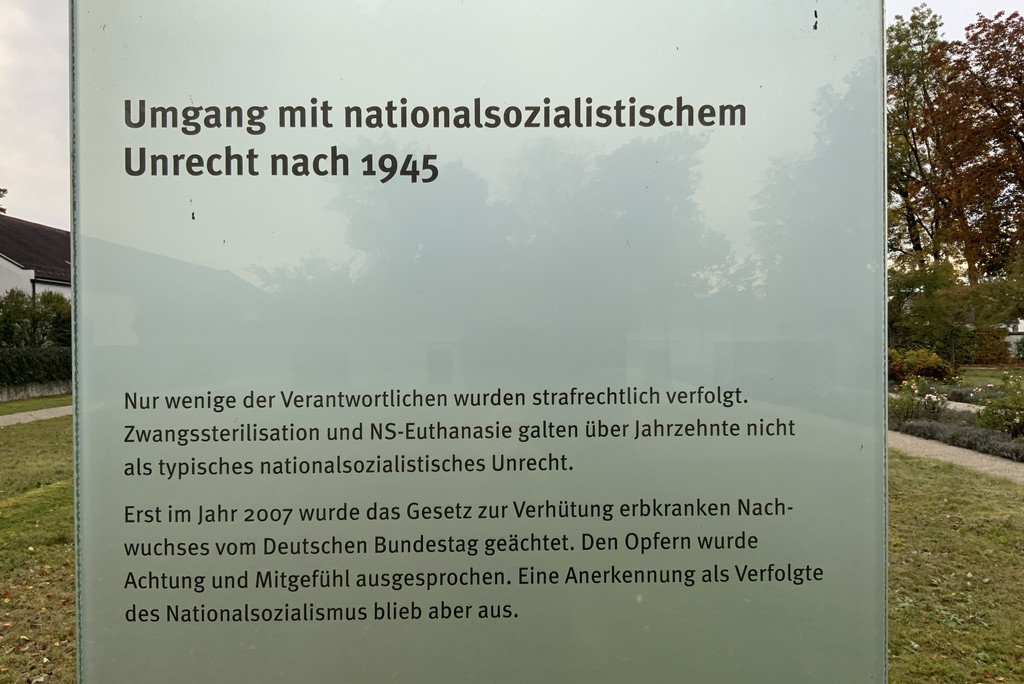 Umgang mit nationalsozialistischem
Unrecht nach 1945
Nur wenige der Verantwortlichen wurden strafrechtlich verfolgt.
Zwangssterilisation und NS-Euthanasie galten über Jahrzehnte nicht
als typisches nationalsozialistisches Unrecht.
Erst im Jahr 2007 wurde das Gesetz zur Verhütung erbkranken Nach-
wuchses vom Deutschen Bundestag geächtet. Den Opfern wurde
Achtung und Mitgefühl ausgesprochen. Eine Anerkennung als Verfolgte
des Nationalsozialismus blieb aber aus.